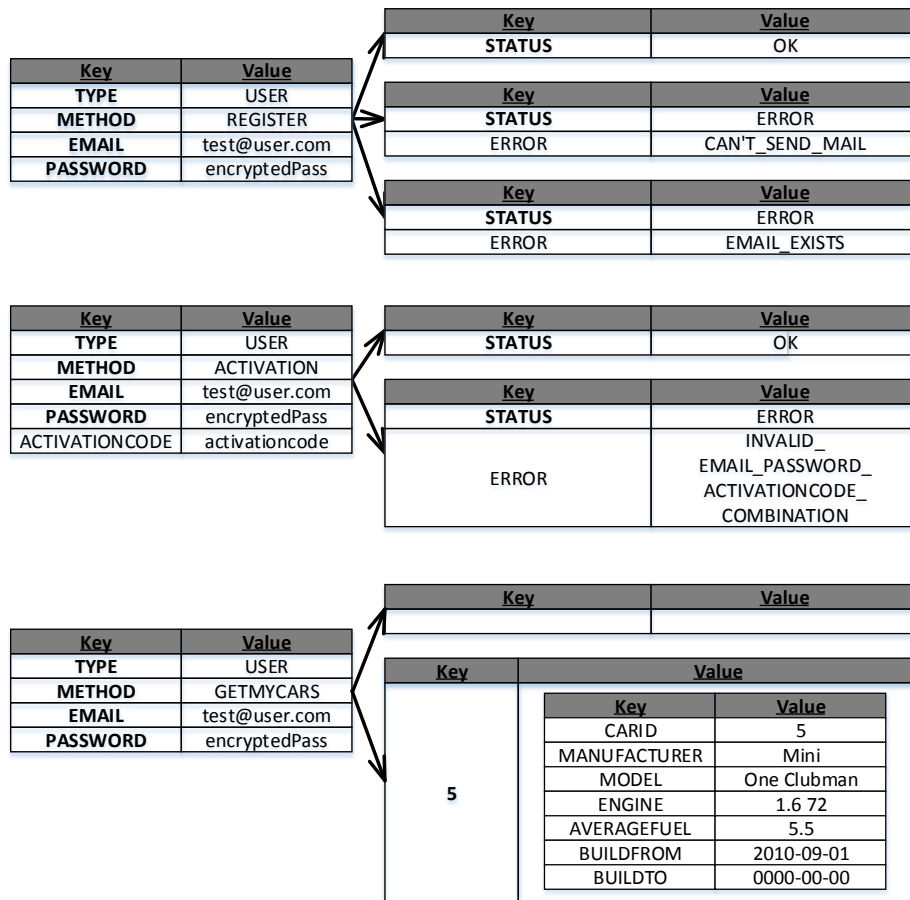 Key Value
TYPE USER
METHOD REGISTER
EMAIL test@user.com
PASSWORD encryptedPass
Key Value
STATUS OK
Key Value
STATUS ERROR
ERROR CAN'T_SEND_MAIL
Key Value
STATUS ERROR
ERROR EMAIL_EXISTS
Key Value
TYPE USER
METHOD ACTIVATION
EMAIL test@user.com
PASSWORD encryptedPass
ACTIVATIONCODE activationcode
Key Value
STATUS OK
Key Value
STATUS ERROR
ERROR INVALID_
EMAIL_PASSWORD_
ACTIVATIONCODE_
COMBINATION
Key Value
TYPE USER
METHOD GETMYCARS
EMAIL test@user.com
PASSWORD encryptedPass
Key Value
Key Value
5
Key Value
CARID 5
MANUFACTURER Mini
MODEL One Clubman
ENGINE 1.6 72
AVERAGEFUEL 5.5
BUILDFROM 2010-09-01
BUILDTO 0000-00-00